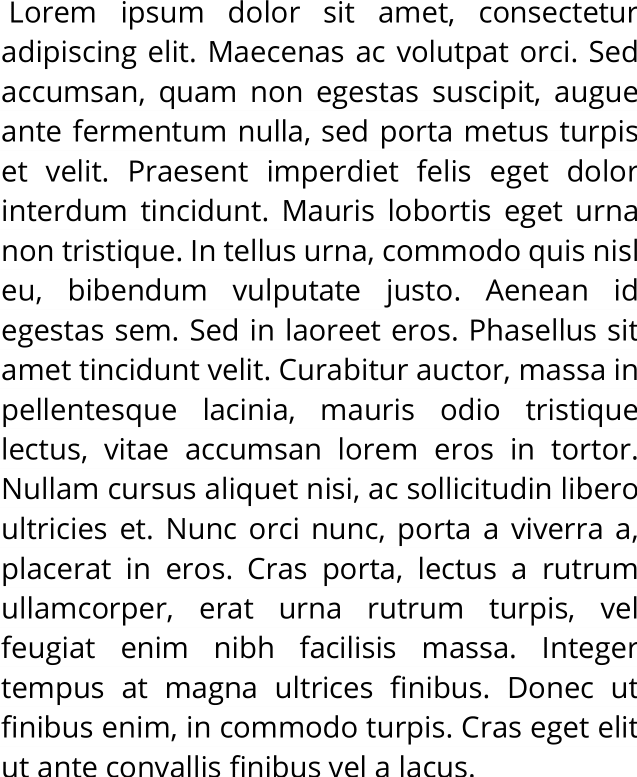 Lorem ipsum dolor sit amet, consectetur
adipiscing elit. Maecenas ac volutpat orci. Sed
accumsan, quam non egestas suscipit, augue
ante fermentum nulla, sed porta metus turpis
et velit. Praesent imperdiet felis eget dolor
interdum tincidunt. Mauris lobortis eget urna
non tristique. In tellus urna, commodo quis nisl
eu, bibendum vulputate justo. Aenean id
egestas sem. Sed in laoreet eros. Phasellus sit
amet tincidunt velit. Curabitur auctor, massa in
pellentesque lacinia, mauris odio tristique
lectus, vitae accumsan lorem eros in tortor.
Nullam cursus aliquet nisi, ac sollicitudin libero
ultricies et. Nunc orci nunc, porta a viverra a,
placerat in eros. Cras porta, lectus a rutrum
ullamcorper, erat urna rutrum turpis, vel
feugiat enim nibh facilisis massa. Integer
tempus at magna ultrices finibus. Donec ut
finibus enim, in commodo turpis. Cras eget elit
ut ante convallis finibus vel a lacus.